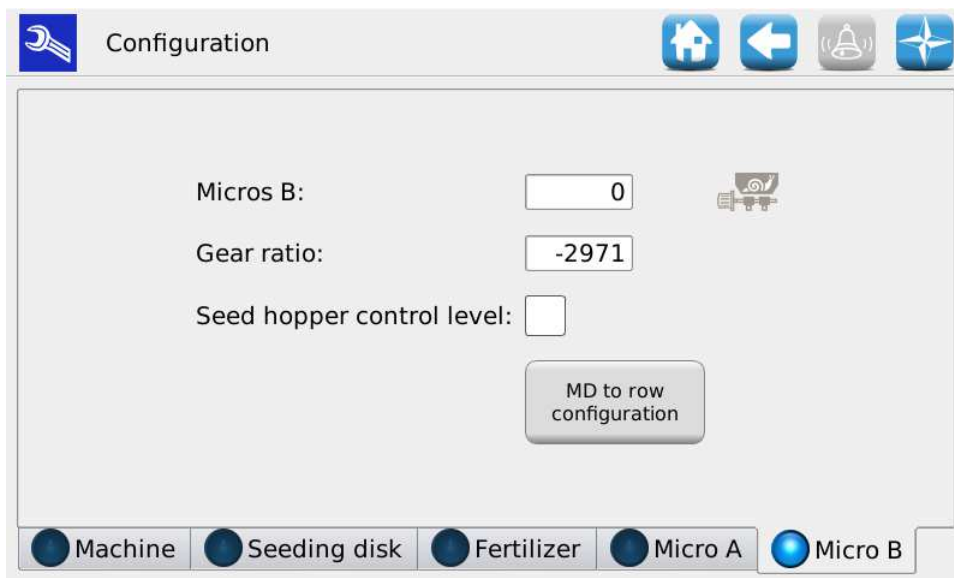 Configuration
Micros B: 0
Gear ratio: -2971
Seed hopper control level:
MD to row
configuration
Machine Seeding disk Fertilizer Micro A Micro B